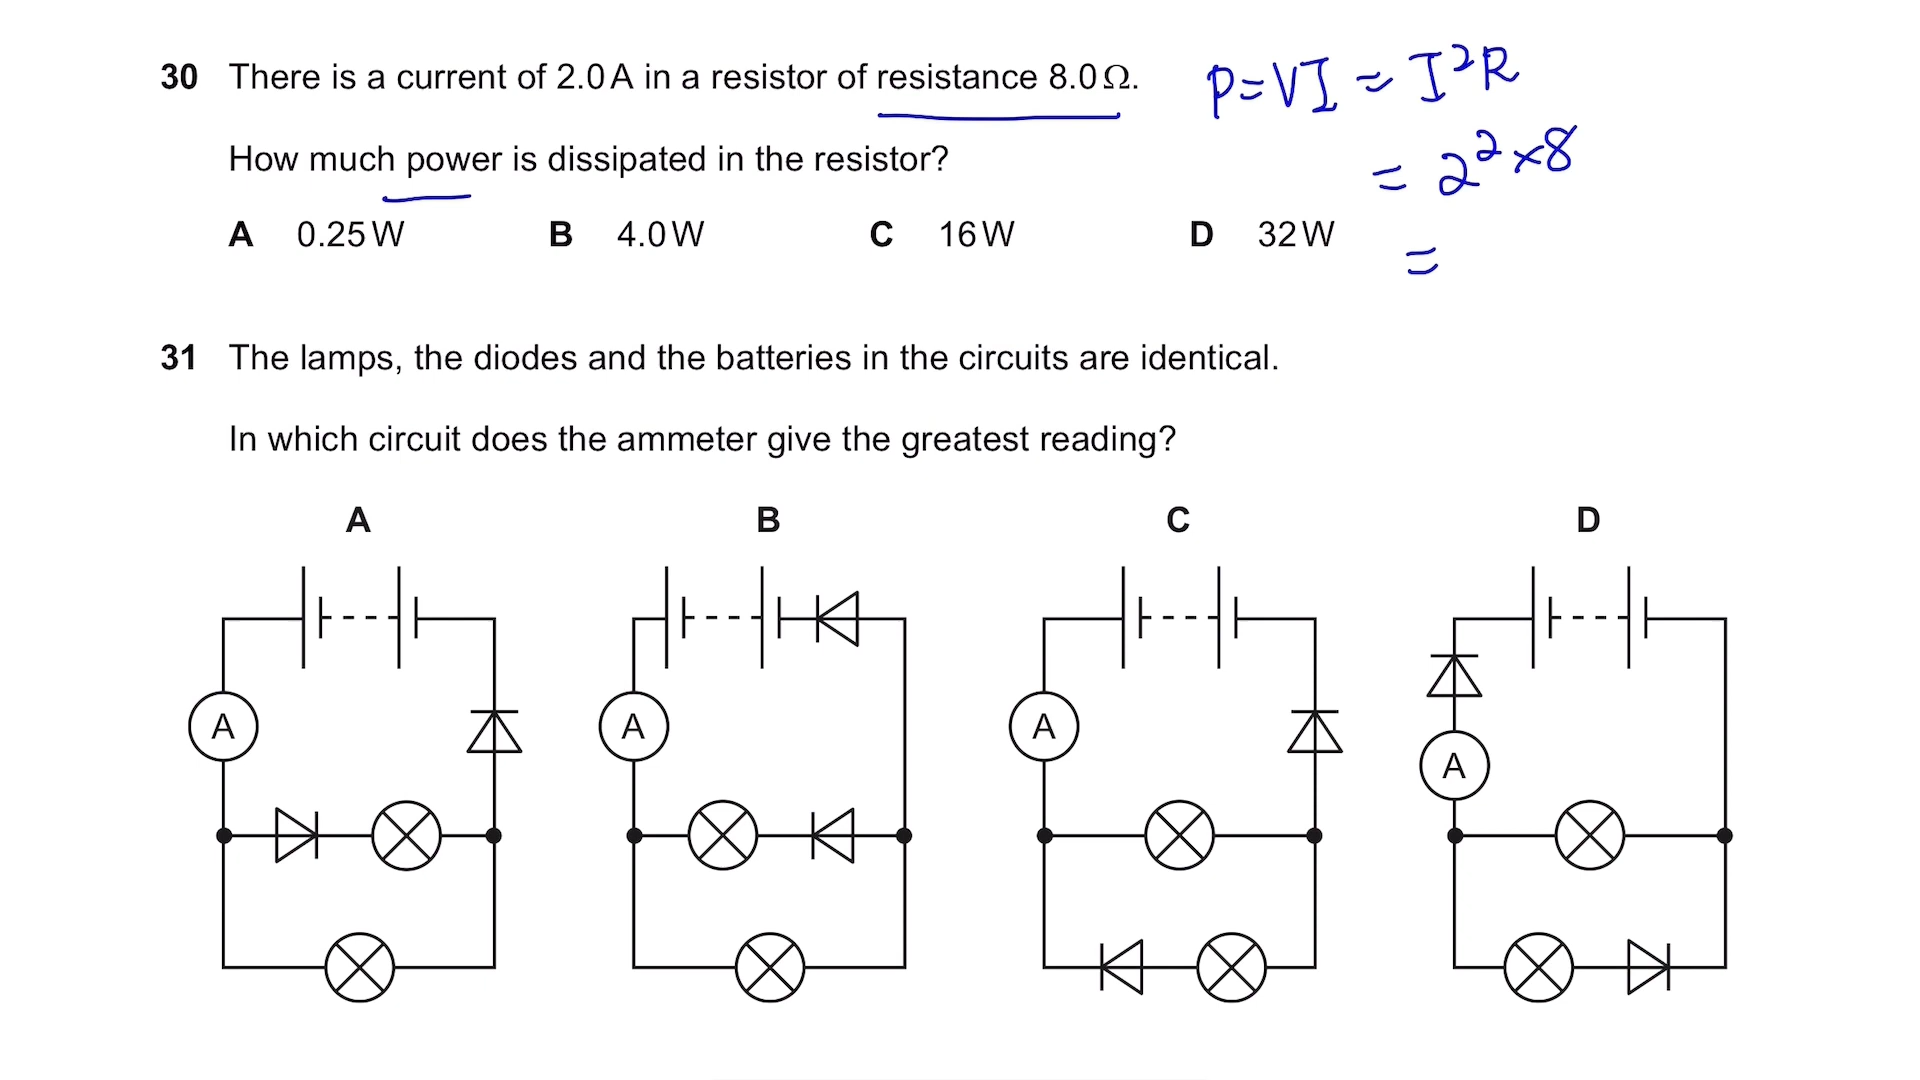 30 There is a current of 2.0 A in a resistor of resistance 8.0 Ω.
P=VI = I²R
How much power is dissipated in the resistor?
= 2² × 8
A 0.25 W B 4.0 W C 16 W D 32 W
=
31 The lamps, the diodes and the batteries in the circuits are identical.
In which circuit does the ammeter give the greatest reading?
A B C D
A A A
A